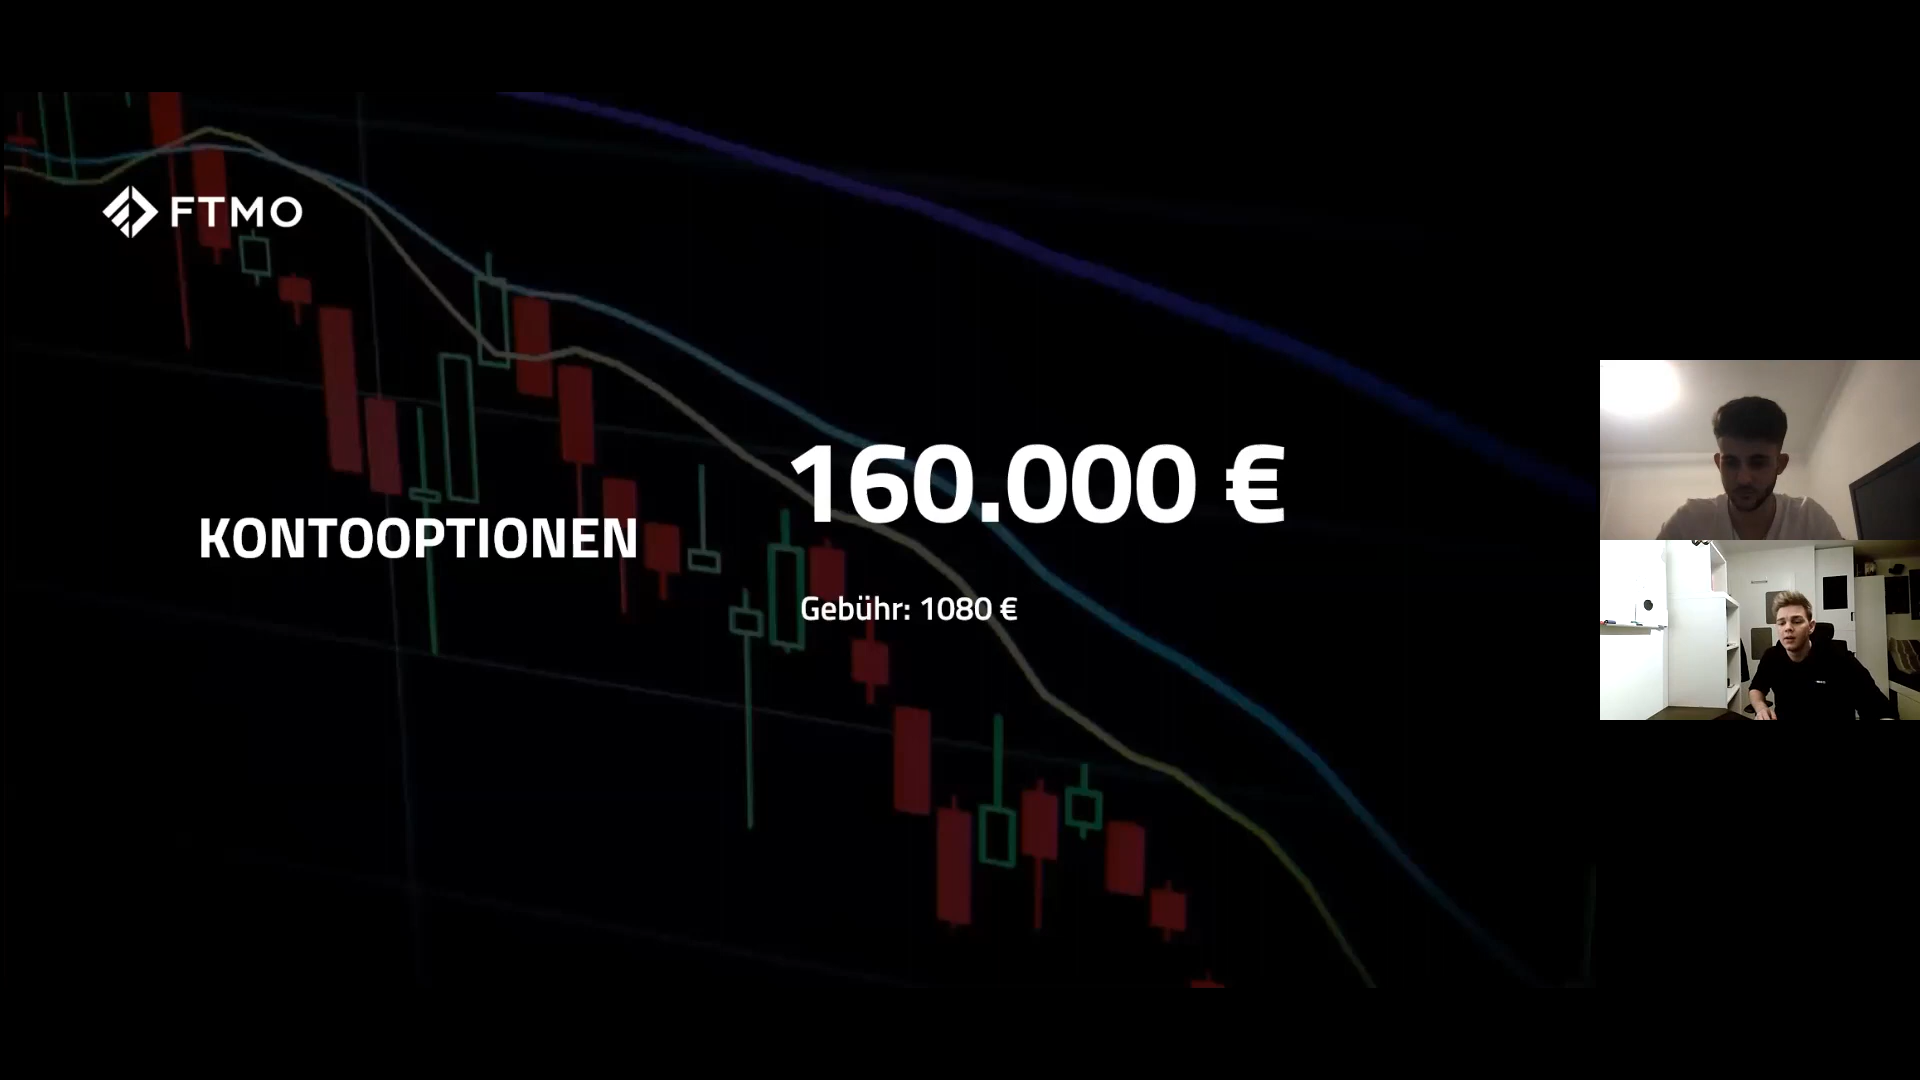 FTMO
160.000 €
KONTOOPTIONEN
Gebühr: 1080 €